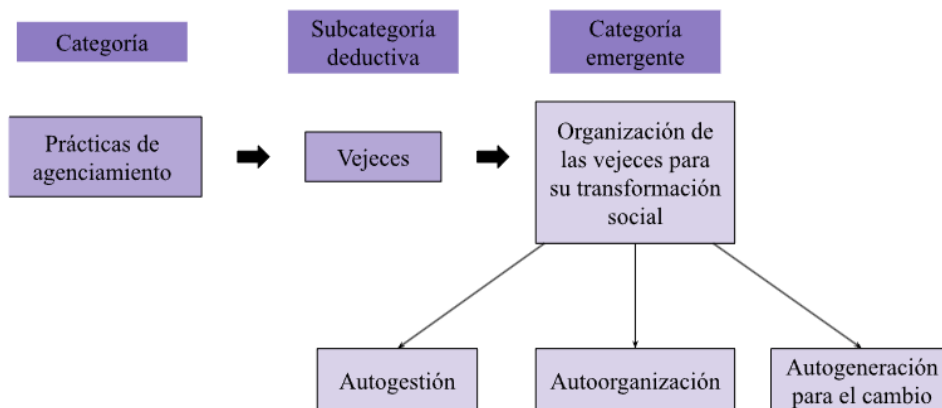 Categoría
Subcategoría
deductiva
Categoría
emergente
Prácticas de
agenciamiento
Vejeces
Organización de
las vejeces para
su transformación
social
Autogestión
Autoorganización
Autogeneración
para el cambio